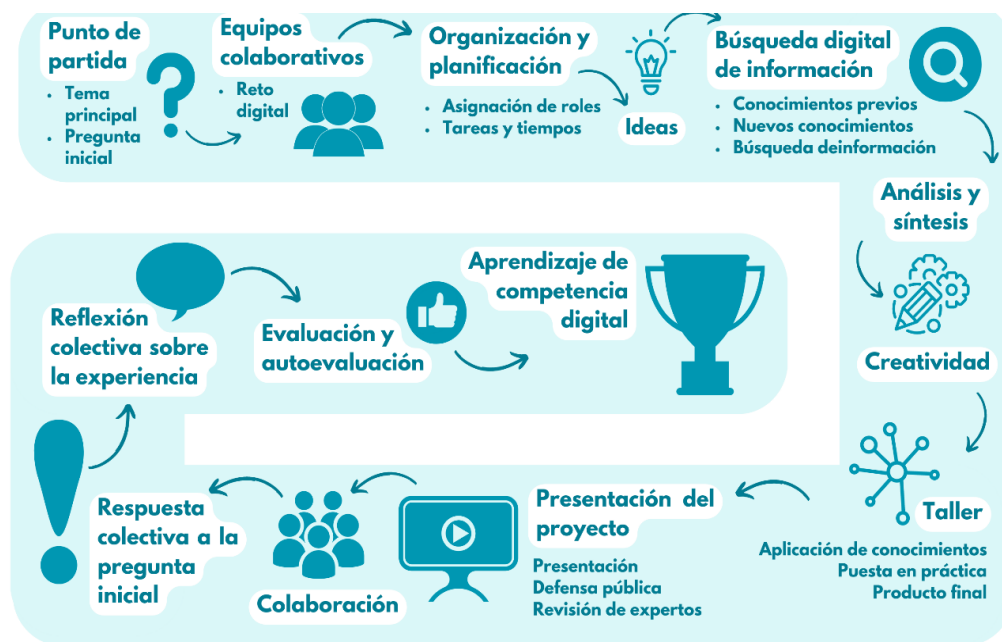 Punto de
partida
• Tema
principal
• Pregunta
inicial
Equipos
colaborativos
• Reto
digital
Organización y
planificación
• Asignación de roles
• Tareas y tiempos
Ideas
Búsqueda digital
de información
• Conocimientos previos
• Nuevos conocimientos
• Búsqueda deinformación
Análisis y
síntesis
Creatividad
Taller
Aplicación de conocimientos
Puesta en práctica
Producto final
Presentación del
proyecto
Presentación
Defensa pública
Revisión de expertos
Colaboración
Respuesta
colectiva a la
pregunta
inicial
Reflexión
colectiva sobre
la experiencia
Evaluación y
autoevaluación
Aprendizaje de
competencia
digital